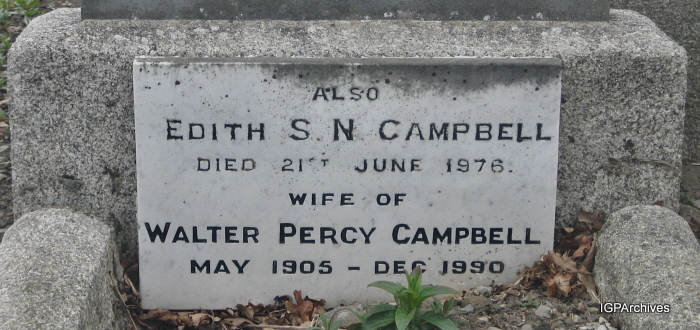 ALSO
EDITH S. N. CAMPBELL
DIED 21ST JUNE 1976.
WIFE OF
WALTER PERCY CAMPBELL
MAY 1905 – DEC 1990
IGPArchives